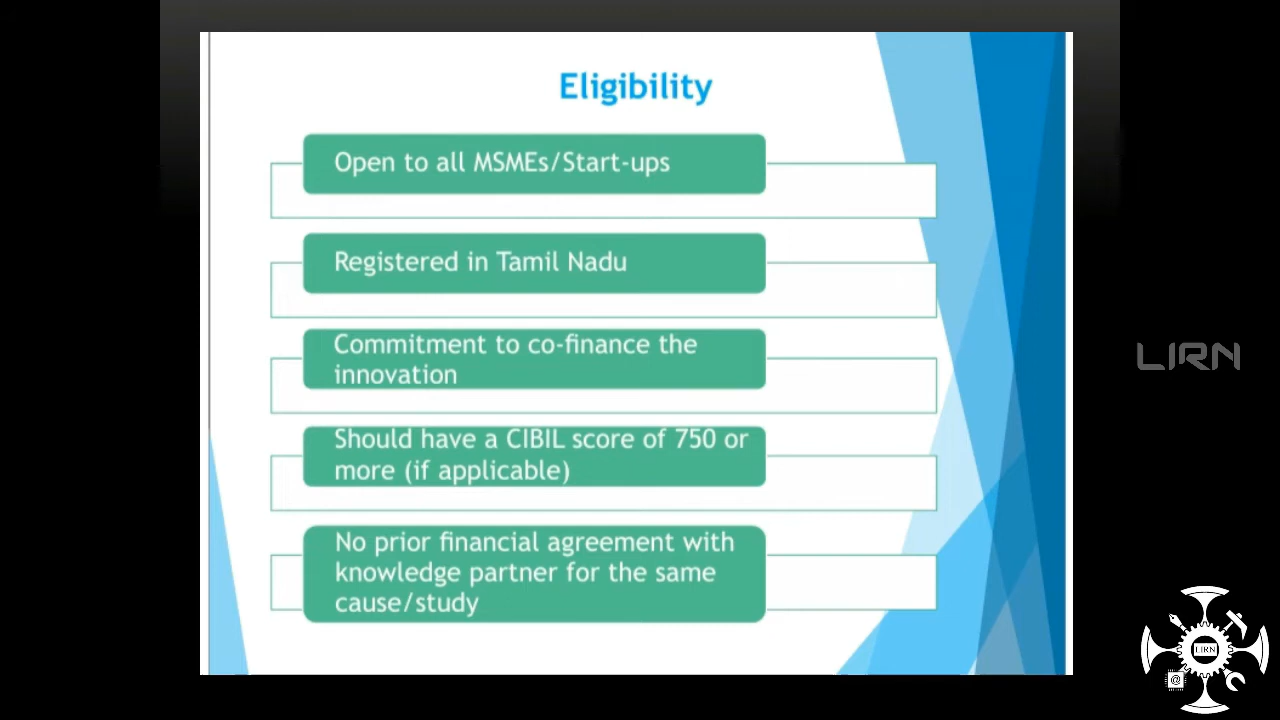 Eligibility
Open to all MSMEs/Start-ups
Registered in Tamil Nadu
Commitment to co-finance the
innovation
Should have a CIBIL score of 750 or
more (if applicable)
No prior financial agreement with
knowledge partner for the same
cause/study
LIRN
LIRN
@